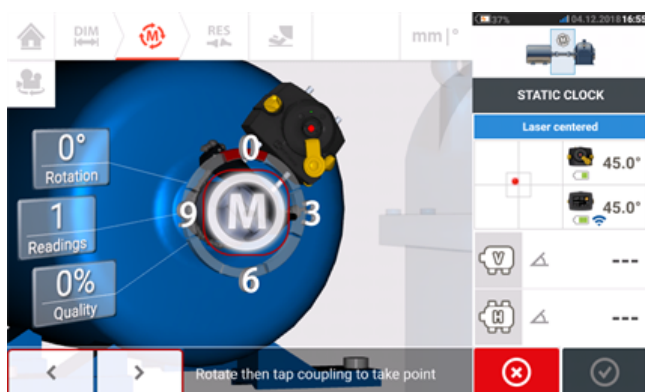 37% 04.12.2018 16:55
DIM
M
RES
mm | °
M
STATIC CLOCK
Laser centered
45.0°
45.0°
0°
Rotation
1
Readings
0%
Quality
0
9
M
3
6
V
---
H
---
Rotate then tap coupling to take point